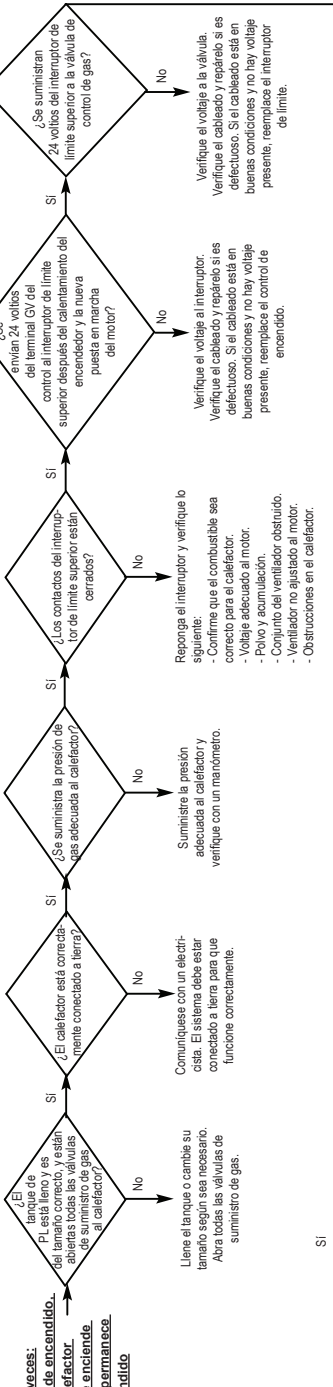 veces:
de encendido.
efactor
enciende
permanece
ndido
¿El
tanque de
PL está lleno y es
del tamaño correcto, y están
abiertas todas las válvulas
de suministro de gas
al calefactor?
Sí
No
Llene el tanque o cambie su
tamaño según sea necesario.
Abra todas las válvulas de
suministro de gas.
¿El calefactor está correcta-
mente conectado a tierra?
Sí
No
Comuníquese con un electri-
cista. El sistema debe estar
conectado a tierra para que
funcione correctamente.
¿Se suministra la presión de
gas adecuada al calefactor?
Sí
No
Suministre la presión
adecuada al calefactor y
verifique con un manómetro.
¿Los contactos del interrup-
tor de límite superior están
cerrados?
Sí
No
Reponga el interruptor y verifique lo
siguiente:
- Confirme que el combustible sea
correcto para el calefactor.
- Voltaje adecuado al motor.
- Polvo y acumulación.
- Conjunto del ventilador obstruido.
- Ventilador no ajustado al motor.
- Obstrucciones en el calefactor.
¿Se
envían 24 voltios
del terminal GV del
control al interruptor de límite
superior después del calentamiento del
encendedor y la nueva
puesta en marcha
del motor?
Sí
No
Verifique el voltaje al interruptor.
Verifique el cableado y repárelo si es
defectuoso. Si el cableado está en
buenas condiciones y no hay voltaje
presente, reemplace el control de
encendido.
¿Se suministran
24 voltios del interruptor de
límite superior a la válvula de
control de gas?
No
Verifique el voltaje a la válvula.
Verifique el cableado y repárelo si es
defectuoso. Si el cableado está en
buenas condiciones y no hay voltaje
presente, reemplace el interruptor
de límite.
Sí